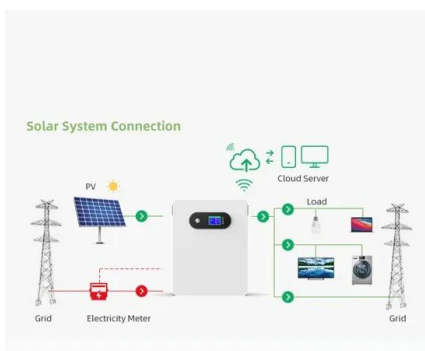 Solar System Connection
PV
Cloud Server
Load
Grid
Electricity Meter
Grid